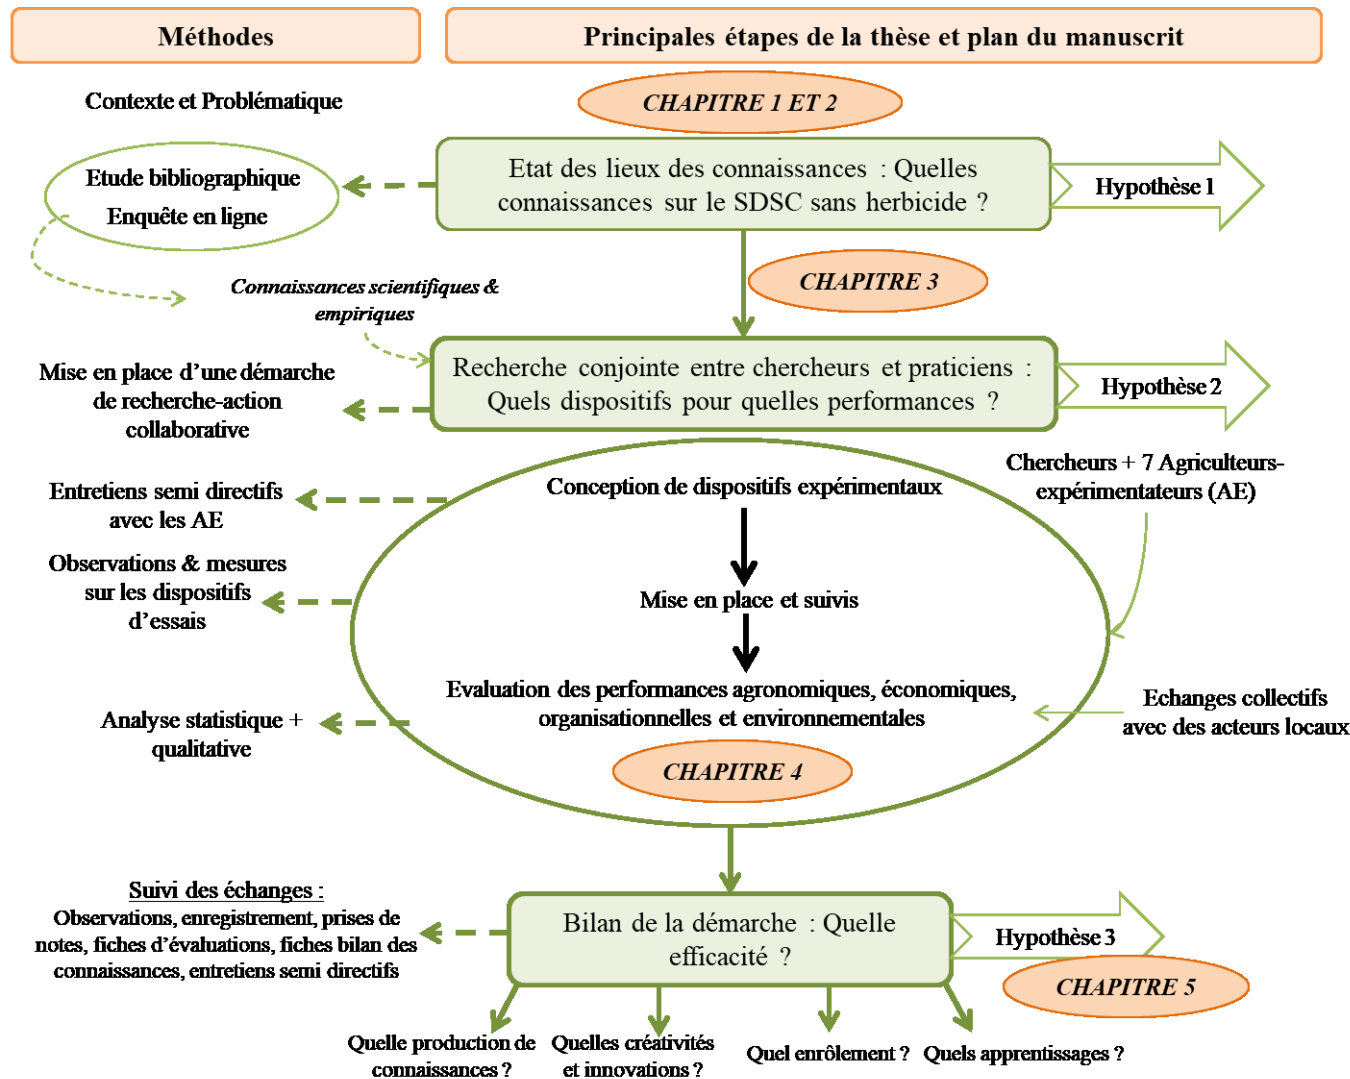 Méthodes
Principales étapes de la thèse et plan du manuscrit
Contexte et Problématique
CHAPITRE 1 ET 2
Etude bibliographique
Enquête en ligne
Etat des lieux des connaissances : Quelles
connaissances sur le SDSC sans herbicide ?
Hypothèse 1
CHAPITRE 3
Connaissances scientifiques &
empiriques
Mise en place d'une démarche
de recherche-action
collaborative
Recherche conjointe entre chercheurs et praticiens :
Quels dispositifs pour quelles performances ?
Hypothèse 2
Chercheurs + 7 Agriculteurs-
expérimentateurs (AE)
Entretiens semi directifs
avec les AE
Conception de dispositifs expérimentaux
Observations & mesures
sur les dispositifs
d'essais
Mise en place et suivis
Evaluation des performances agronomiques, économiques,
organisationnelles et environnementales
Echanges collectifs
avec des acteurs locaux
Analyse statistique +
qualitative
CHAPITRE 4
Suivi des échanges :
Observations, enregistrement, prises de
notes, fiches d'évaluations, fiches bilan des
connaissances, entretiens semi directifs
Bilan de la démarche : Quelle
efficacité ?
Hypothèse 3
CHAPITRE 5
Quelle production de
connaissances ?
Quelles créativités
et innovations ?
Quel enrôlement ?
Quels apprentissages ?